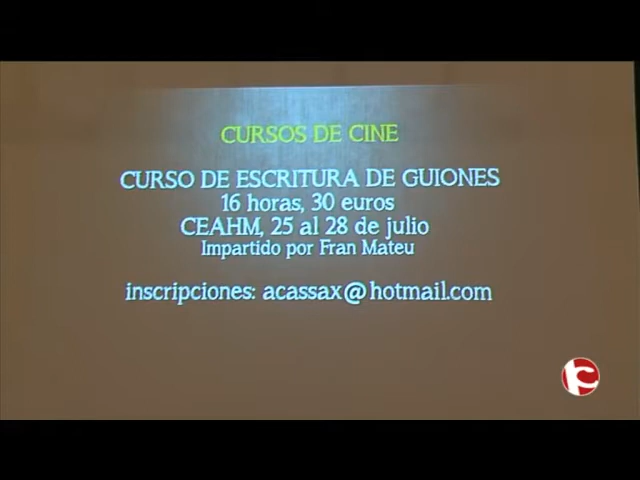 CURSOS DE CINE
CURSO DE ESCRITURA DE GUIONES
16 horas, 30 euros
CEAHM, 25 al 28 de julio
Impartido por Fran Mateu
inscripciones: acassax@hotmail.com